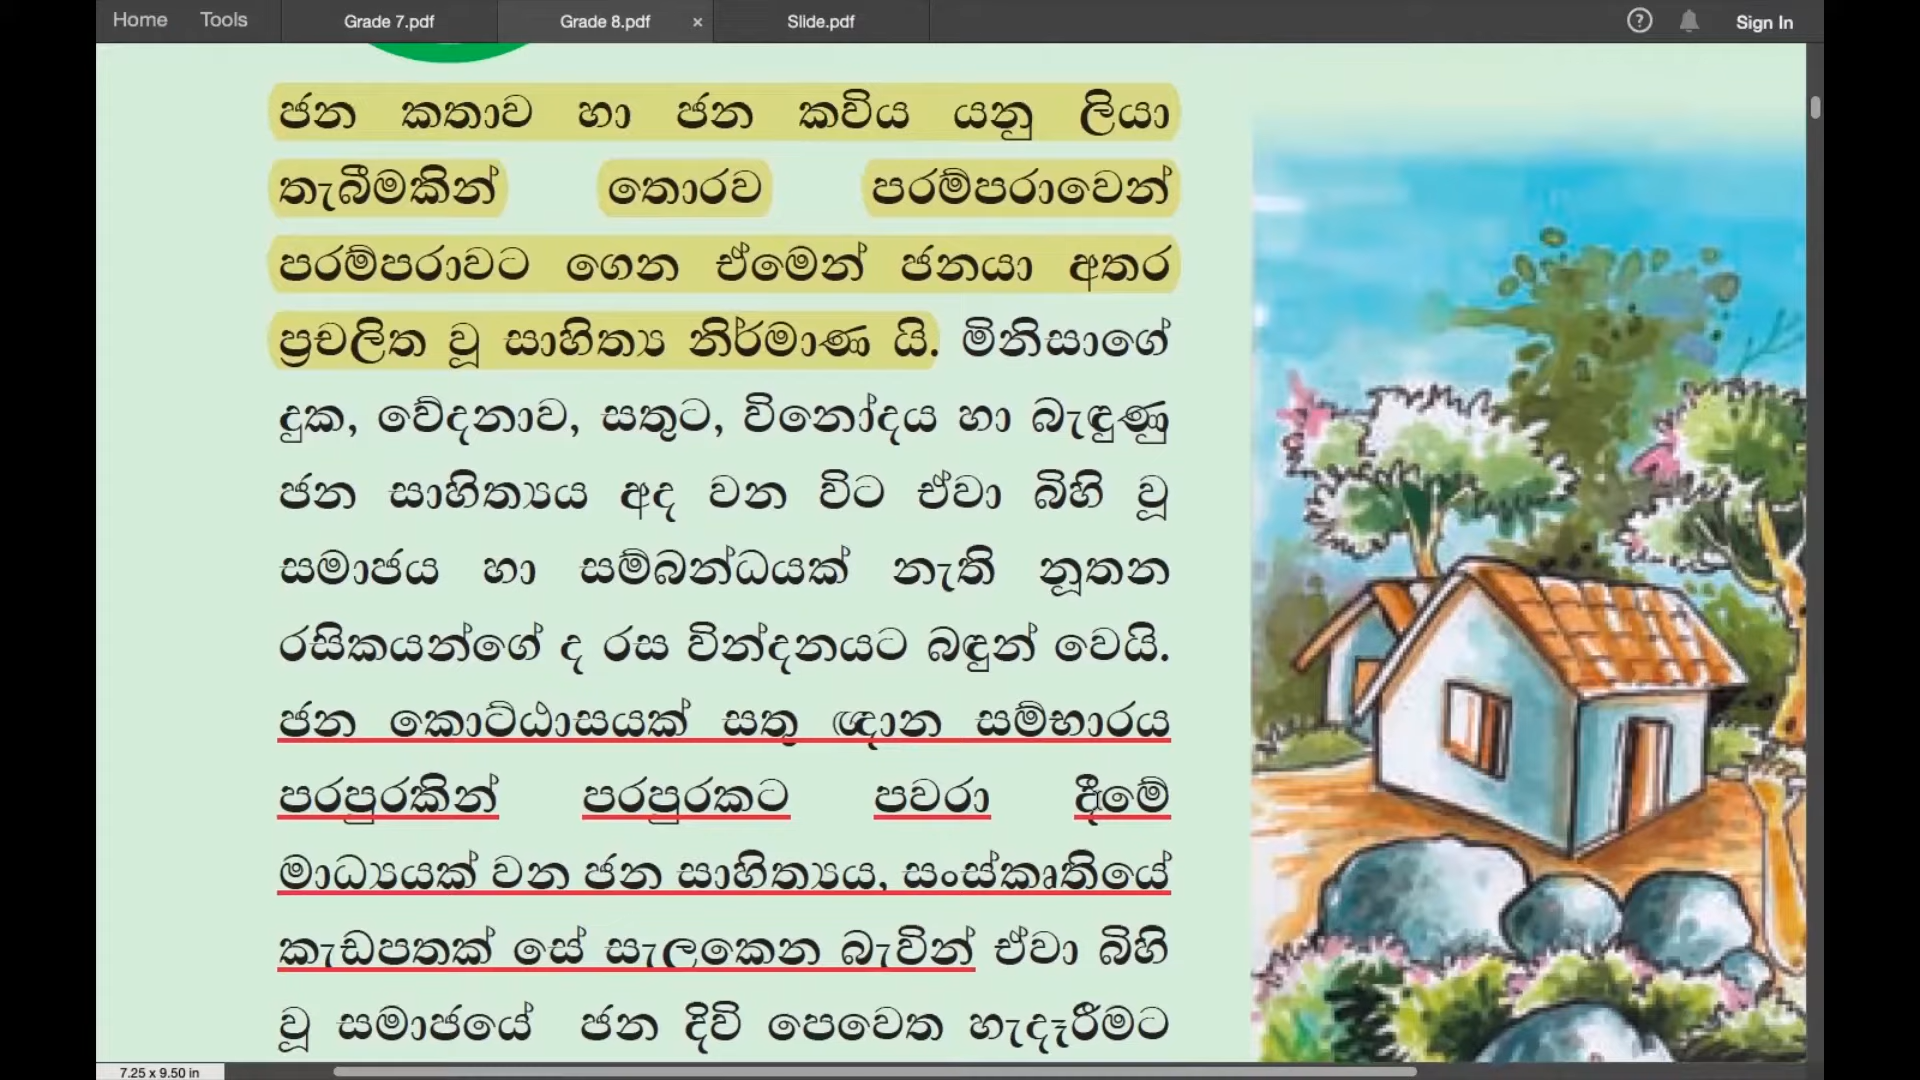 Home Tools Grade 7.pdf Grade 8.pdf × Slide.pdf ? Sign In
ජන කතාව හා ජන කවිය යනු ලියා
තැබීමකින් තොරව පරම්පරාවෙන්
පරම්පරාවට ගෙන ඒමෙන් ජනයා අතර
ප්‍රචලිත වූ සාහිත්‍ය නිර්මාණ යි. මිනිසාගේ
දුක, වේදනාව, සතුට, විනෝදය හා බැඳුණු
ජන සාහිත්‍යය අද වන විට ඒවා බිහි වූ
සමාජය හා සම්බන්ධයක් නැති නූතන
රසිකයන්ගේ ද රස වින්දනයට බඳුන් වෙයි.
ජන කොට්ඨාසයක් සතු ඥාන සම්භාරය
පරපුරකින් පරපුරකට පවරා දීමේ
මාධ්‍යයක් වන ජන සාහිත්‍යය, සංස්කෘතියේ
කැඩපතක් සේ සැලකෙන බැවින් ඒවා බිහි
වූ සමාජයේ ජන දිවි පෙවෙත හැදෑරීමට
7.25 x 9.50 in